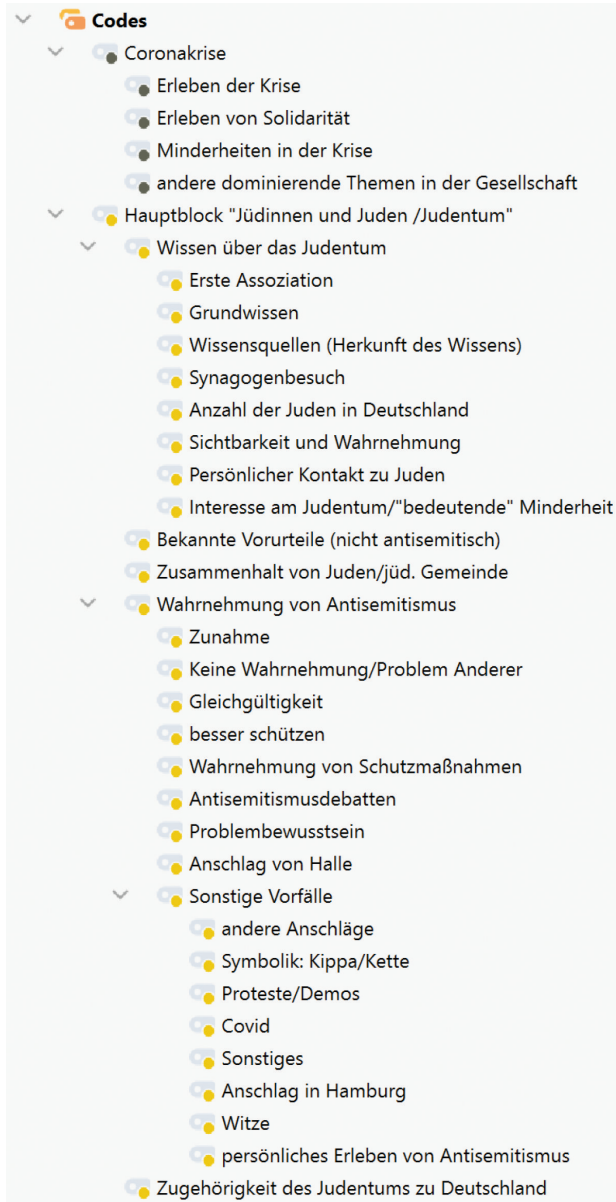 Codes
Coronakrise
Erleben der Krise
Erleben von Solidarität
Minderheiten in der Krise
andere dominierende Themen in der Gesellschaft
Hauptblock "Jüdinnen und Juden /Judentum"
Wissen über das Judentum
Erste Assoziation
Grundwissen
Wissensquellen (Herkunft des Wissens)
Synagogenbesuch
Anzahl der Juden in Deutschland
Sichtbarkeit und Wahrnehmung
Persönlicher Kontakt zu Juden
Interesse am Judentum/"bedeutende" Minderheit
Bekannte Vorurteile (nicht antisemitisch)
Zusammenhalt von Juden/jüd. Gemeinde
Wahrnehmung von Antisemitismus
Zunahme
Keine Wahrnehmung/Problem Anderer
Gleichgültigkeit
besser schützen
Wahrnehmung von Schutzmaßnahmen
Antisemitismusdebatten
Problembewusstsein
Anschlag von Halle
Sonstige Vorfälle
andere Anschläge
Symbolik: Kippa/Kette
Proteste/Demos
Covid
Sonstiges
Anschlag in Hamburg
Witze
persönliches Erleben von Antisemitismus
Zugehörigkeit des Judentums zu Deutschland